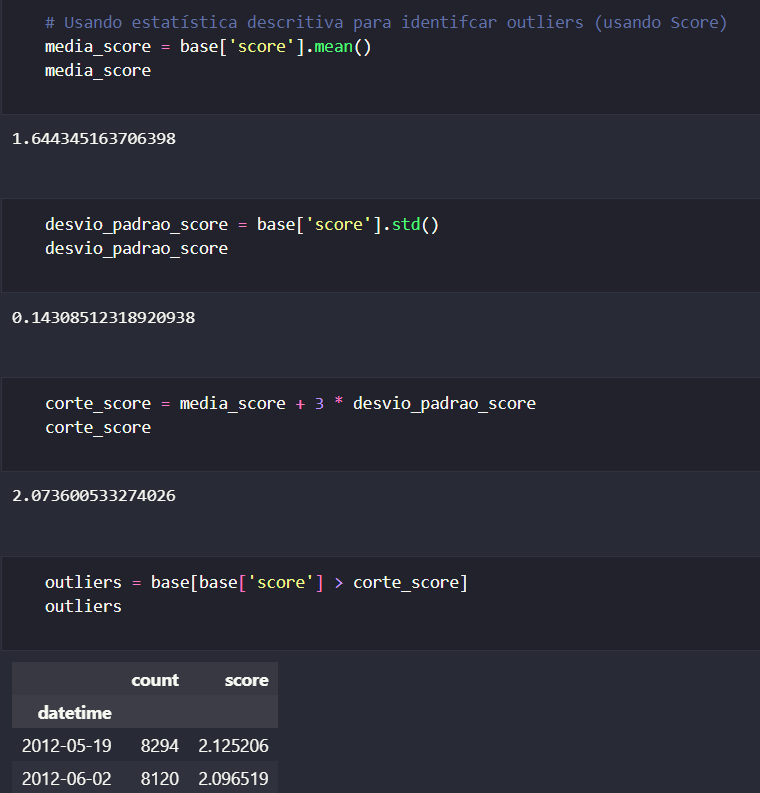 # Usando estatística descritiva para identifcar outliers (usando Score)
media_score = base['score'].mean()
media_score
1.644345163706398
desvio_padrao_score = base['score'].std()
desvio_padrao_score
0.14308512318920938
corte_score = media_score + 3 * desvio_padrao_score
corte_score
2.073600533274026
outliers = base[base['score'] > corte_score]
outliers
count score
datetime
2012-05-19 8294 2.125206
2012-06-02 8120 2.096519